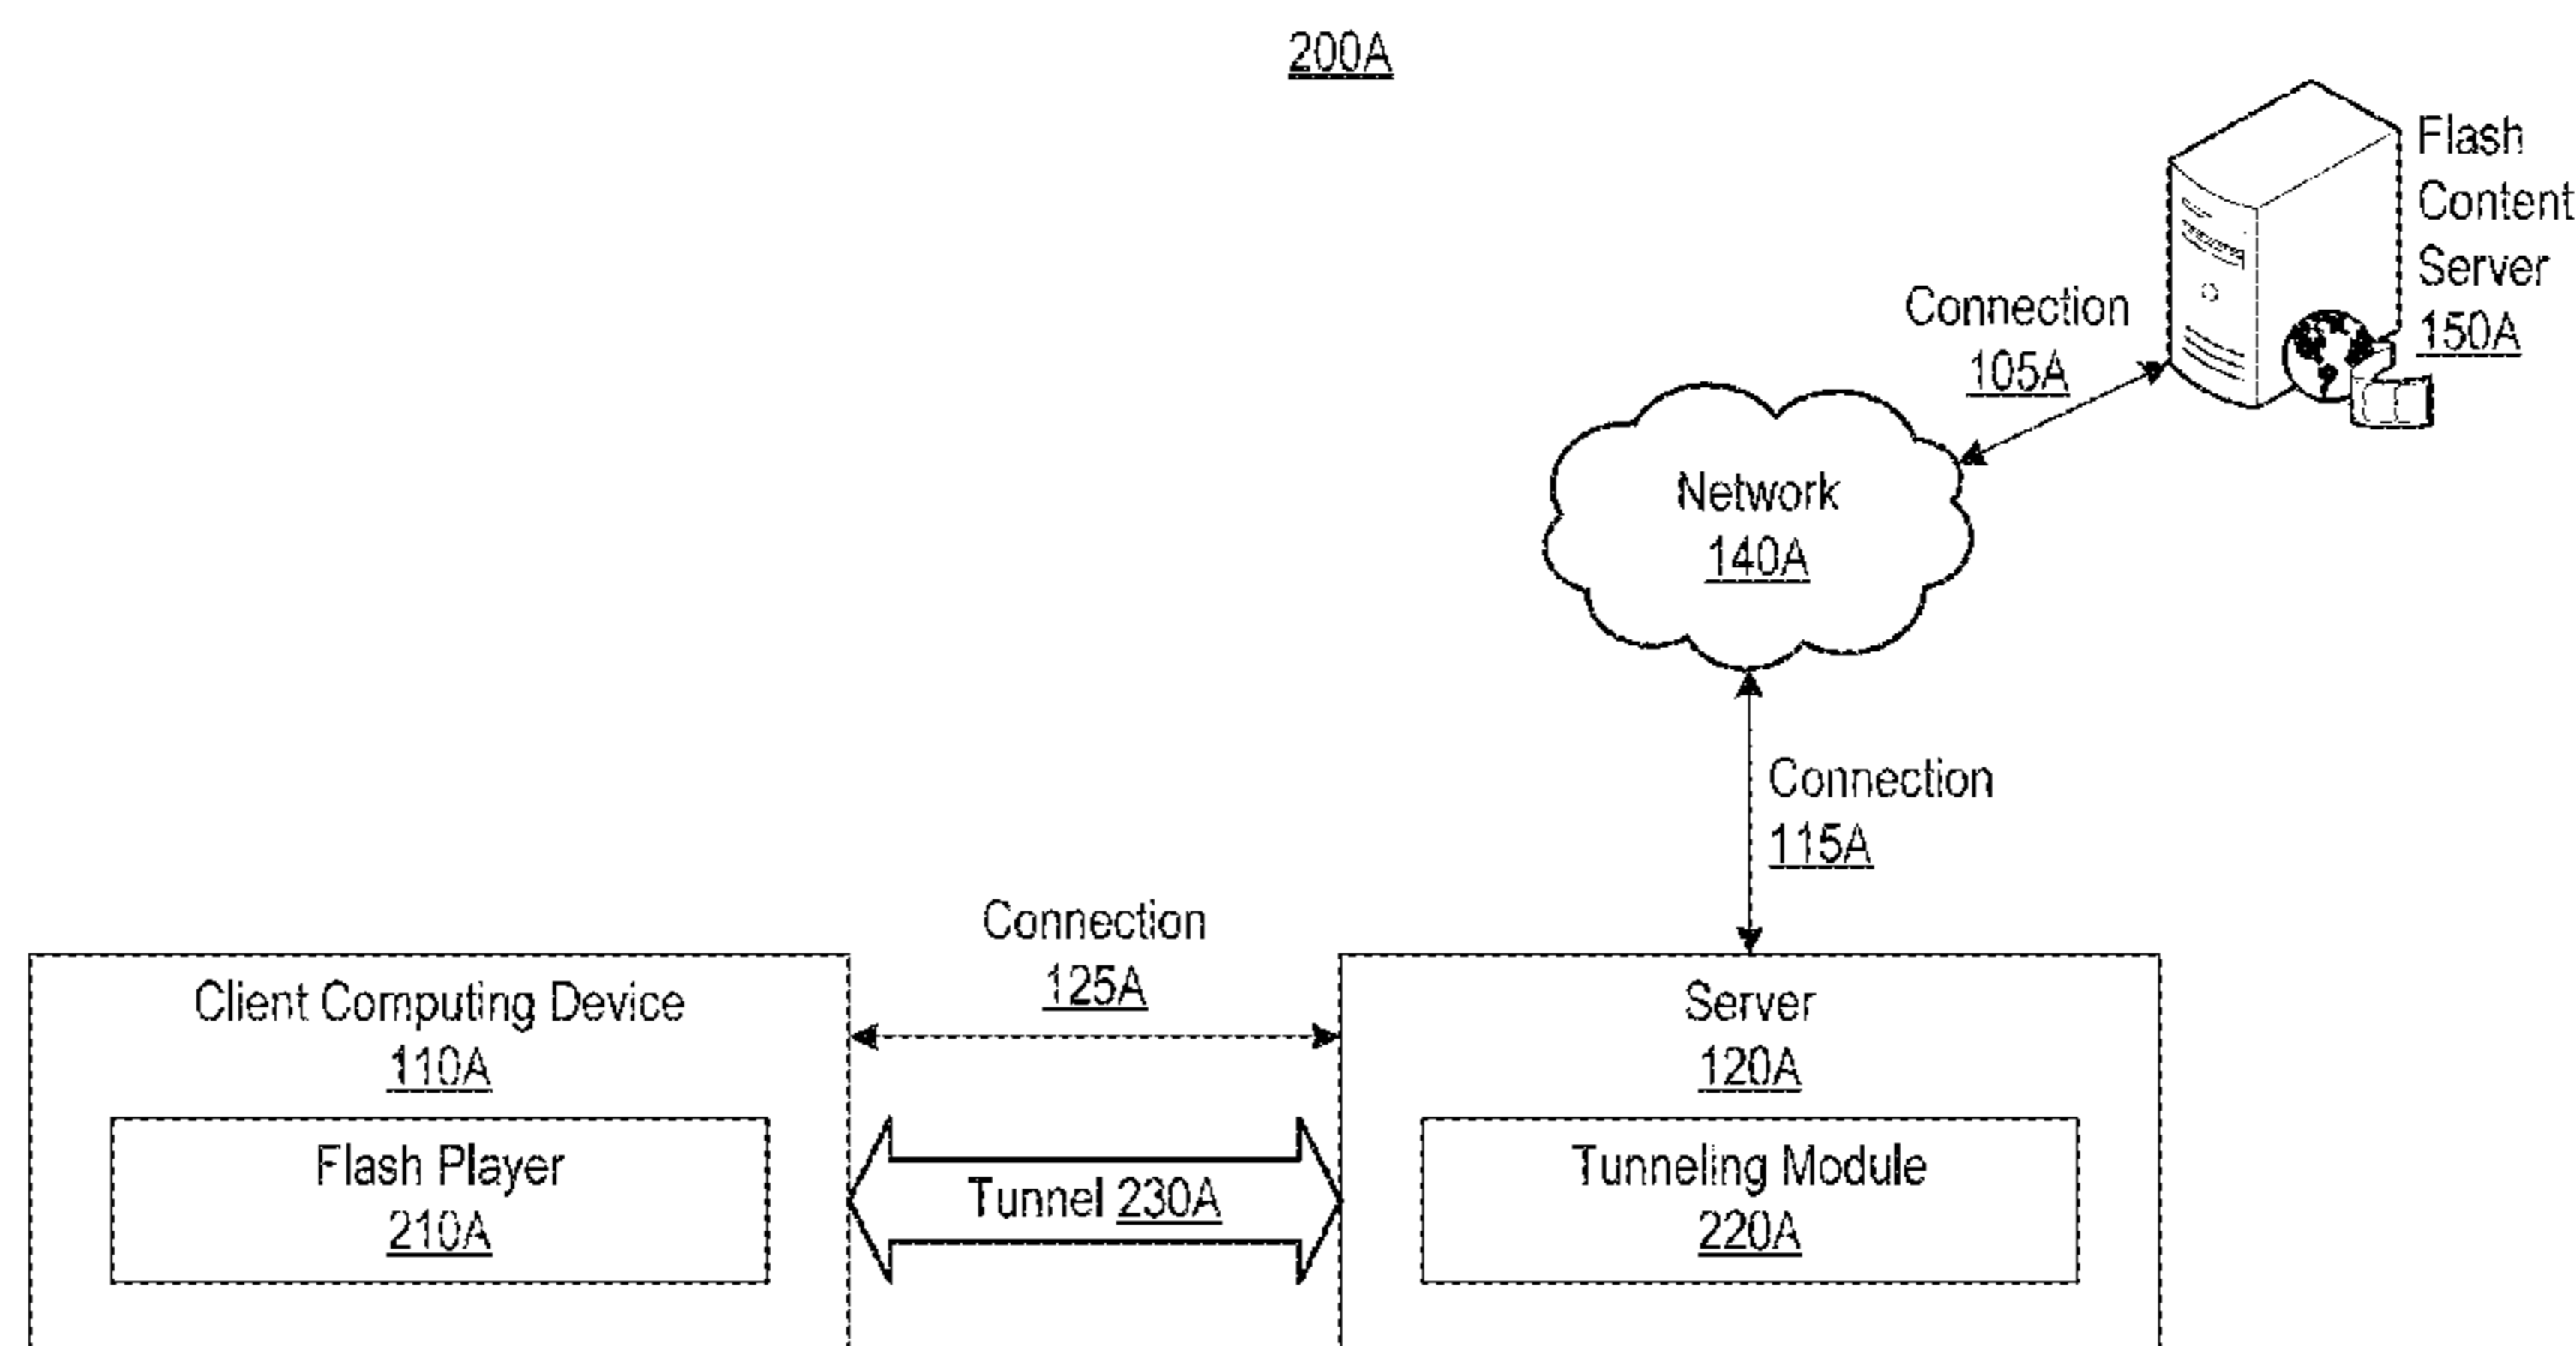 200A
Flash
Content
Server
150A
Connection
105A
Network
140A
Connection
115A
Connection
125A
Client Computing Device
110A
Flash Player
210A
Tunnel 230A
Server
120A
Tunneling Module
220A